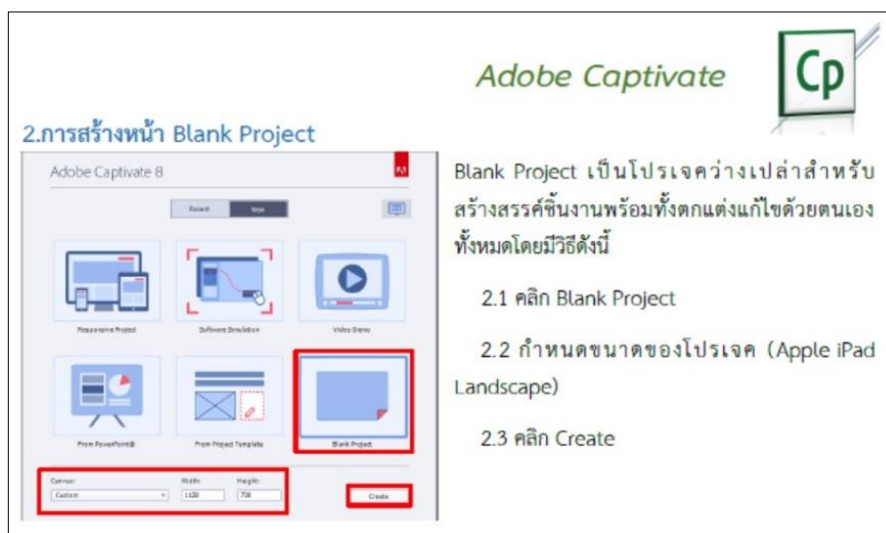 Adobe Captivate
Cp
2.การสร้างหน้า Blank Project
Adobe Captivate 8
Recent New
Responsive Project Software Simulation Video Demo
From PowerPoint From Project Template Blank Project
Canvas: Width: Height:
Custom Create
Blank Project เป็นโปรเจคว่างเปล่าสำหรับ
สร้างสรรค์ชิ้นงานพร้อมทั้งตกแต่งแก้ไขด้วยตนเอง
ทั้งหมดโดยมีวิธีดังนี้
2.1 คลิก Blank Project
2.2 กำหนดขนาดของโปรเจค (Apple iPad
Landscape)
2.3 คลิก Create